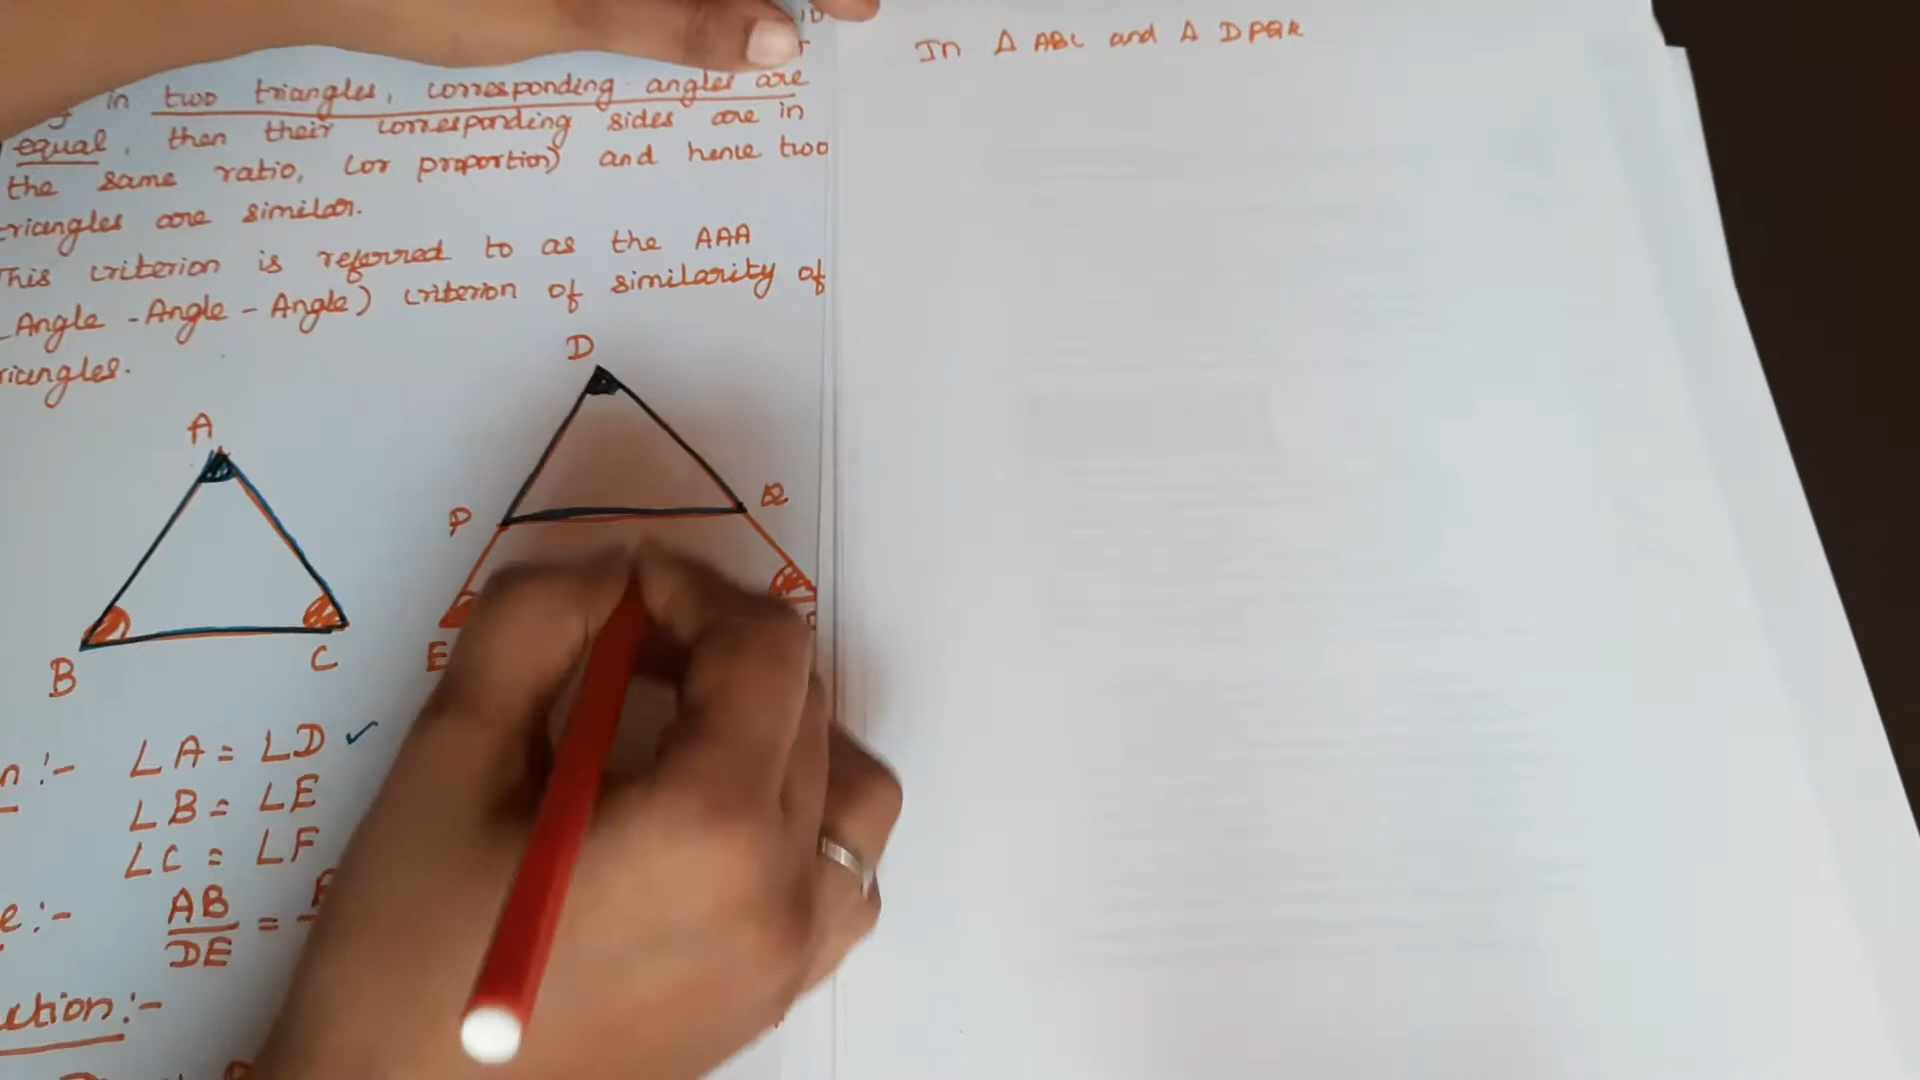 in two triangles, corresponding angles are
equal, then their corresponding sides are in
the same ratio, (or proportion) and hence two
triangles are similar.
This criterion is referred to as the AAA
Angle - Angle - Angle) criterion of similarity of
D
A
P
Q
B
C
E
∠A = ∠D ✓
∠B = ∠E
∠C = ∠F
AB
DE
=
In Δ ABC and Δ DPQR